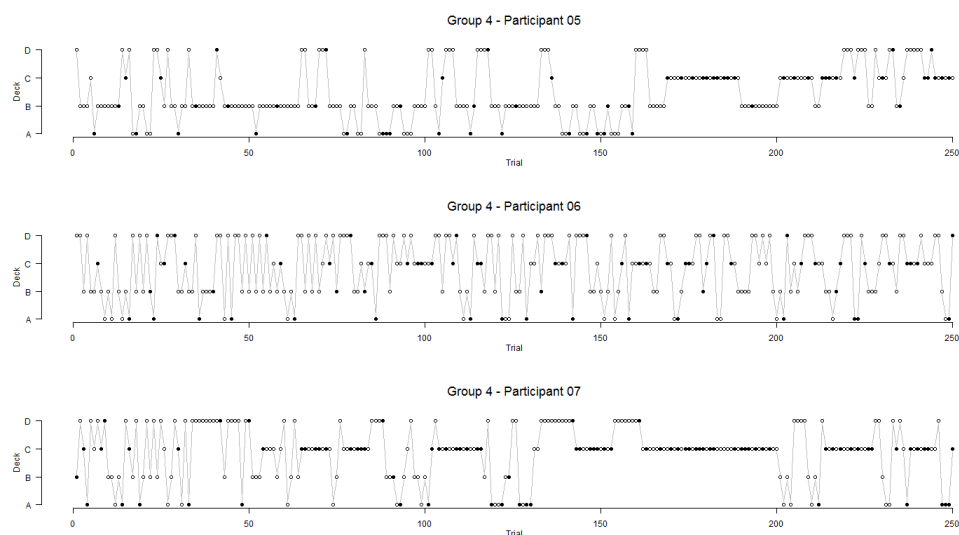 Group 4 - Participant 05
D
C
B
A
Deck
0 50 100 150 200 250
Trial
Group 4 - Participant 06
D
C
B
A
Deck
0 50 100 150 200 250
Trial
Group 4 - Participant 07
D
C
B
A
Deck
0 50 100 150 200 250
Trial